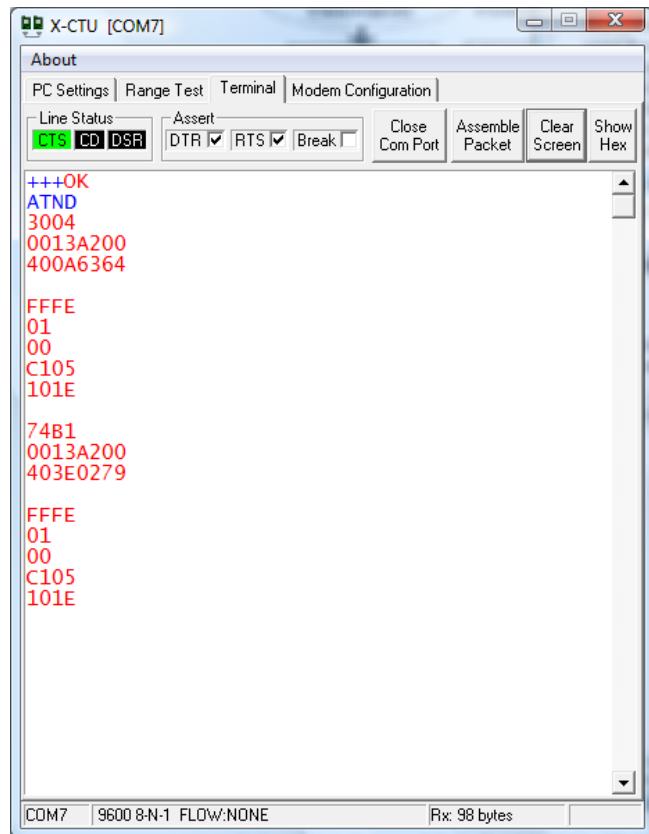 X-CTU [COM7]
About
PC Settings Range Test Terminal Modem Configuration
Line Status Assert
CTS CD DSR DTR RTS Break Close Com Port Assemble Packet Clear Screen Show Hex
+++OK
ATND
3004
0013A200
400A6364
FFFE
01
00
C105
101E
74B1
0013A200
403E0279
FFFE
01
00
C105
101E
COM7 9600 8-N-1 FLOW:NONE Rx: 98 bytes